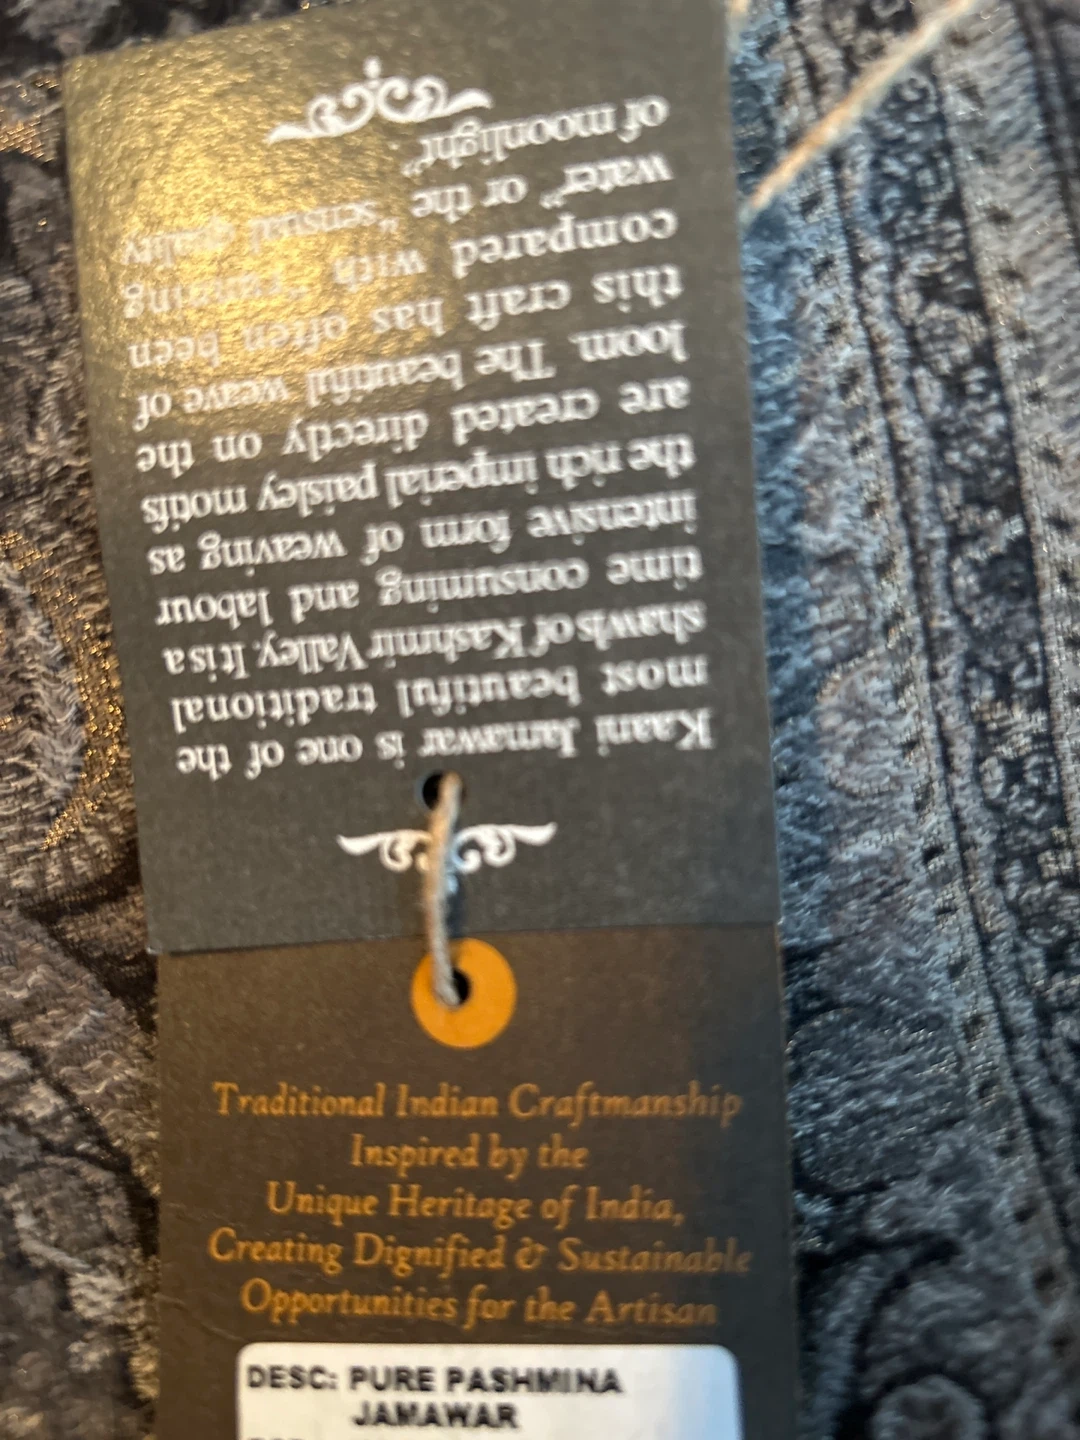 Kaani Jamawar is one of the
most beautiful traditional
shawls of Kashmir Valley. It is a
time consuming and labour
intensive form of weaving as
the rich imperial paisley motifs
are created directly on the
loom. The beautiful weave of
this craft has often been
compared with "running
water" or the "sensual quality
of moonlight".
Traditional Indian Craftmanship
Inspired by the
Unique Heritage of India,
Creating Dignified & Sustainable
Opportunities for the Artisan
DESC: PURE PASHMINA
JAMAWAR